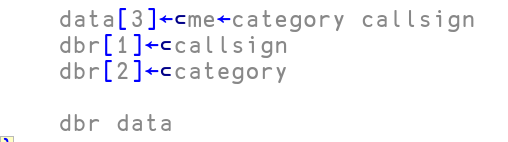 data[3]←⊂me←category callsign
dbr[1]←⊂callsign
dbr[2]←⊂category
dbr data